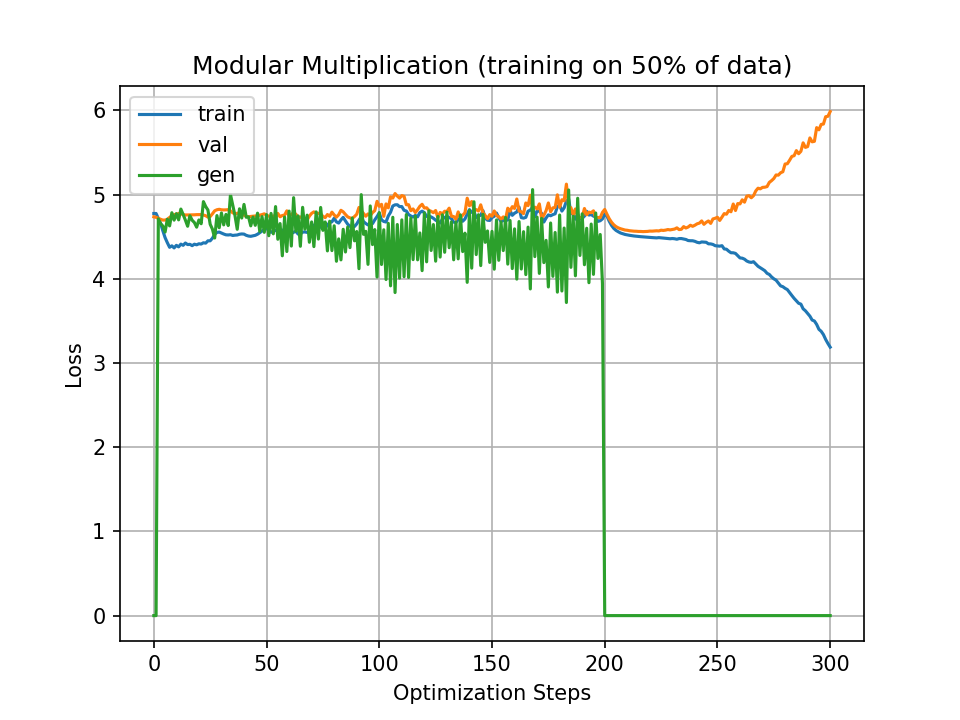 Modular Multiplication (training on 50% of data)
train
val
gen
6
5
4
3
2
1
0
Loss
0 50 100 150 200 250 300
Optimization Steps